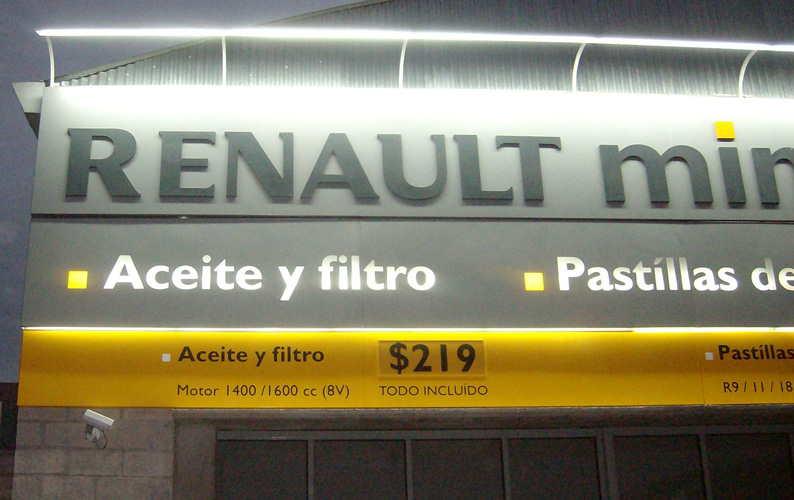 RENAULT min
Aceite y filtro
Pastíllas de
Aceite y filtro
Motor 1400 /1600 cc (8V)
$219
TODO INCLUÍDO
Pastíllas
R9 / 11 / 18